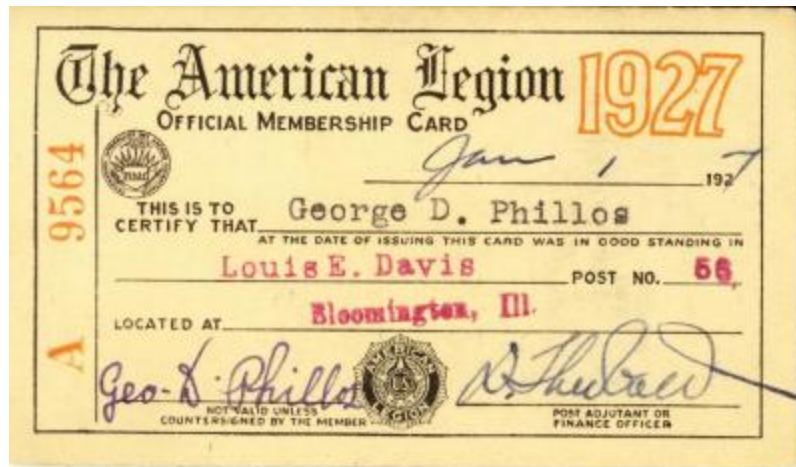 The American Legion 1927
OFFICIAL MEMBERSHIP CARD
Jan 1 1927
A 9564
THIS IS TO
CERTIFY THAT George D. Phillos
AT THE DATE OF ISSUING THIS CARD WAS IN GOOD STANDING IN
Louis E. Davis POST NO. 56,
LOCATED AT Bloomington, Ill.
Geo. D. Phillos
AMERICAN
U.S.
LEGION
NOT VALID UNLESS
COUNTERSIGNED BY THE MEMBER
POST ADJUTANT OR
FINANCE OFFICER